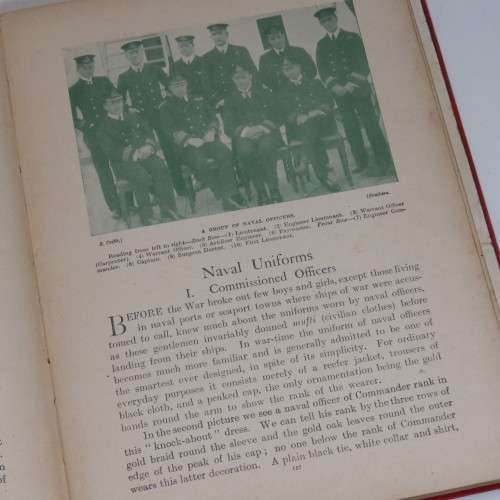 R. Cribb.]
[Southsea.
A GROUP OF NAVAL OFFICERS.
Reading from left to right—Back Row—(1) Lieutenant. (2) Engineer Lieutenant. (3) Warrant Officer
(Carpenter). (4) Warrant Officer. (5) Artificer Engineer. (6) Paymaster. Front Row—(7) Engineer Com-
mander. (8) Captain. (9) Surgeon Doctor. (10) First Lieutenant.
Naval Uniforms
I. Commissioned Officers
BEFORE the War broke out few boys and girls, except those living
in naval ports or seaport towns where ships of war were accus-
tomed to call, knew much about the uniforms worn by naval officers,
as these gentlemen invariably donned mufti (civilian clothes) before
landing from their ships. In war-time the uniform of naval officers
becomes much more familiar and is generally admitted to be one of
the smartest ever designed, in spite of its simplicity. For ordinary
everyday purposes it consists merely of a reefer jacket, trousers of
black cloth, and a peaked cap, the only ornamentation being the gold
bands round the arm to show the rank of the wearer.
In the second picture we see a naval officer of Commander rank in
this "knock-about" dress. We can tell his rank by the three rows of
gold braid round the sleeve and the gold oak leaves round the outer
edge of the peak of his cap; no one below the rank of Commander
wears this latter decoration. A plain black tie, white collar and shirt,
of